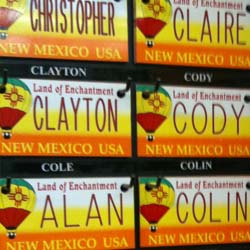 CHRISTOPHER
NEW MEXICO USA
Land of Enchantment
CLAIRE
NEW MEXICO USA
CLAYTON
Land of Enchantment
CLAYTON
NEW MEXICO USA
CODY
Land of Enchantment
CODY
NEW MEXICO USA
COLE
Land of Enchantment
ALAN
NEW MEXICO USA
COLIN
Land of Enchantment
COLIN
NEW MEXICO USA